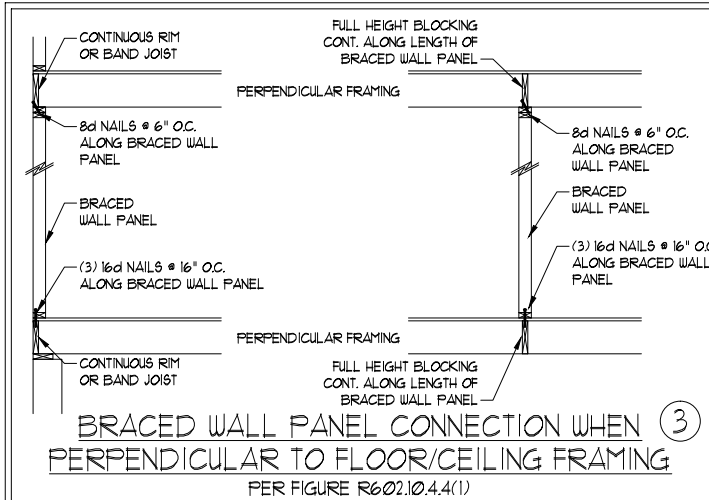 CONTINUOUS RIM
OR BAND JOIST
FULL HEIGHT BLOCKING
CONT. ALONG LENGTH OF
BRACED WALL PANEL
PERPENDICULAR FRAMING
8d NAILS @ 6" O.C.
ALONG BRACED WALL
PANEL
8d NAILS @ 6" O.C.
ALONG BRACED
WALL PANEL
BRACED
WALL PANEL
BRACED
WALL PANEL
(3) 16d NAILS @ 16" O.C.
ALONG BRACED WALL PANEL
(3) 16d NAILS @ 16" O.C
ALONG BRACED WALL
PANEL
PERPENDICULAR FRAMING
CONTINUOUS RIM
OR BAND JOIST
FULL HEIGHT BLOCKING
CONT. ALONG LENGTH OF
BRACED WALL PANEL
BRACED WALL PANEL CONNECTION WHEN
3
PERPENDICULAR TO FLOOR/CEILING FRAMING
PER FIGURE R602.10.4.4(1)